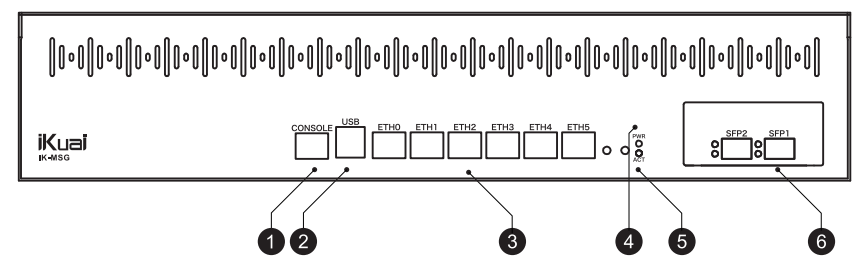 CONSOLE USB ETH0 ETH1 ETH2 ETH3 ETH4 ETH5 PWR SFP2 SFP1
ACT
iKuai
IK-MSG
1 2 3 4 5 6